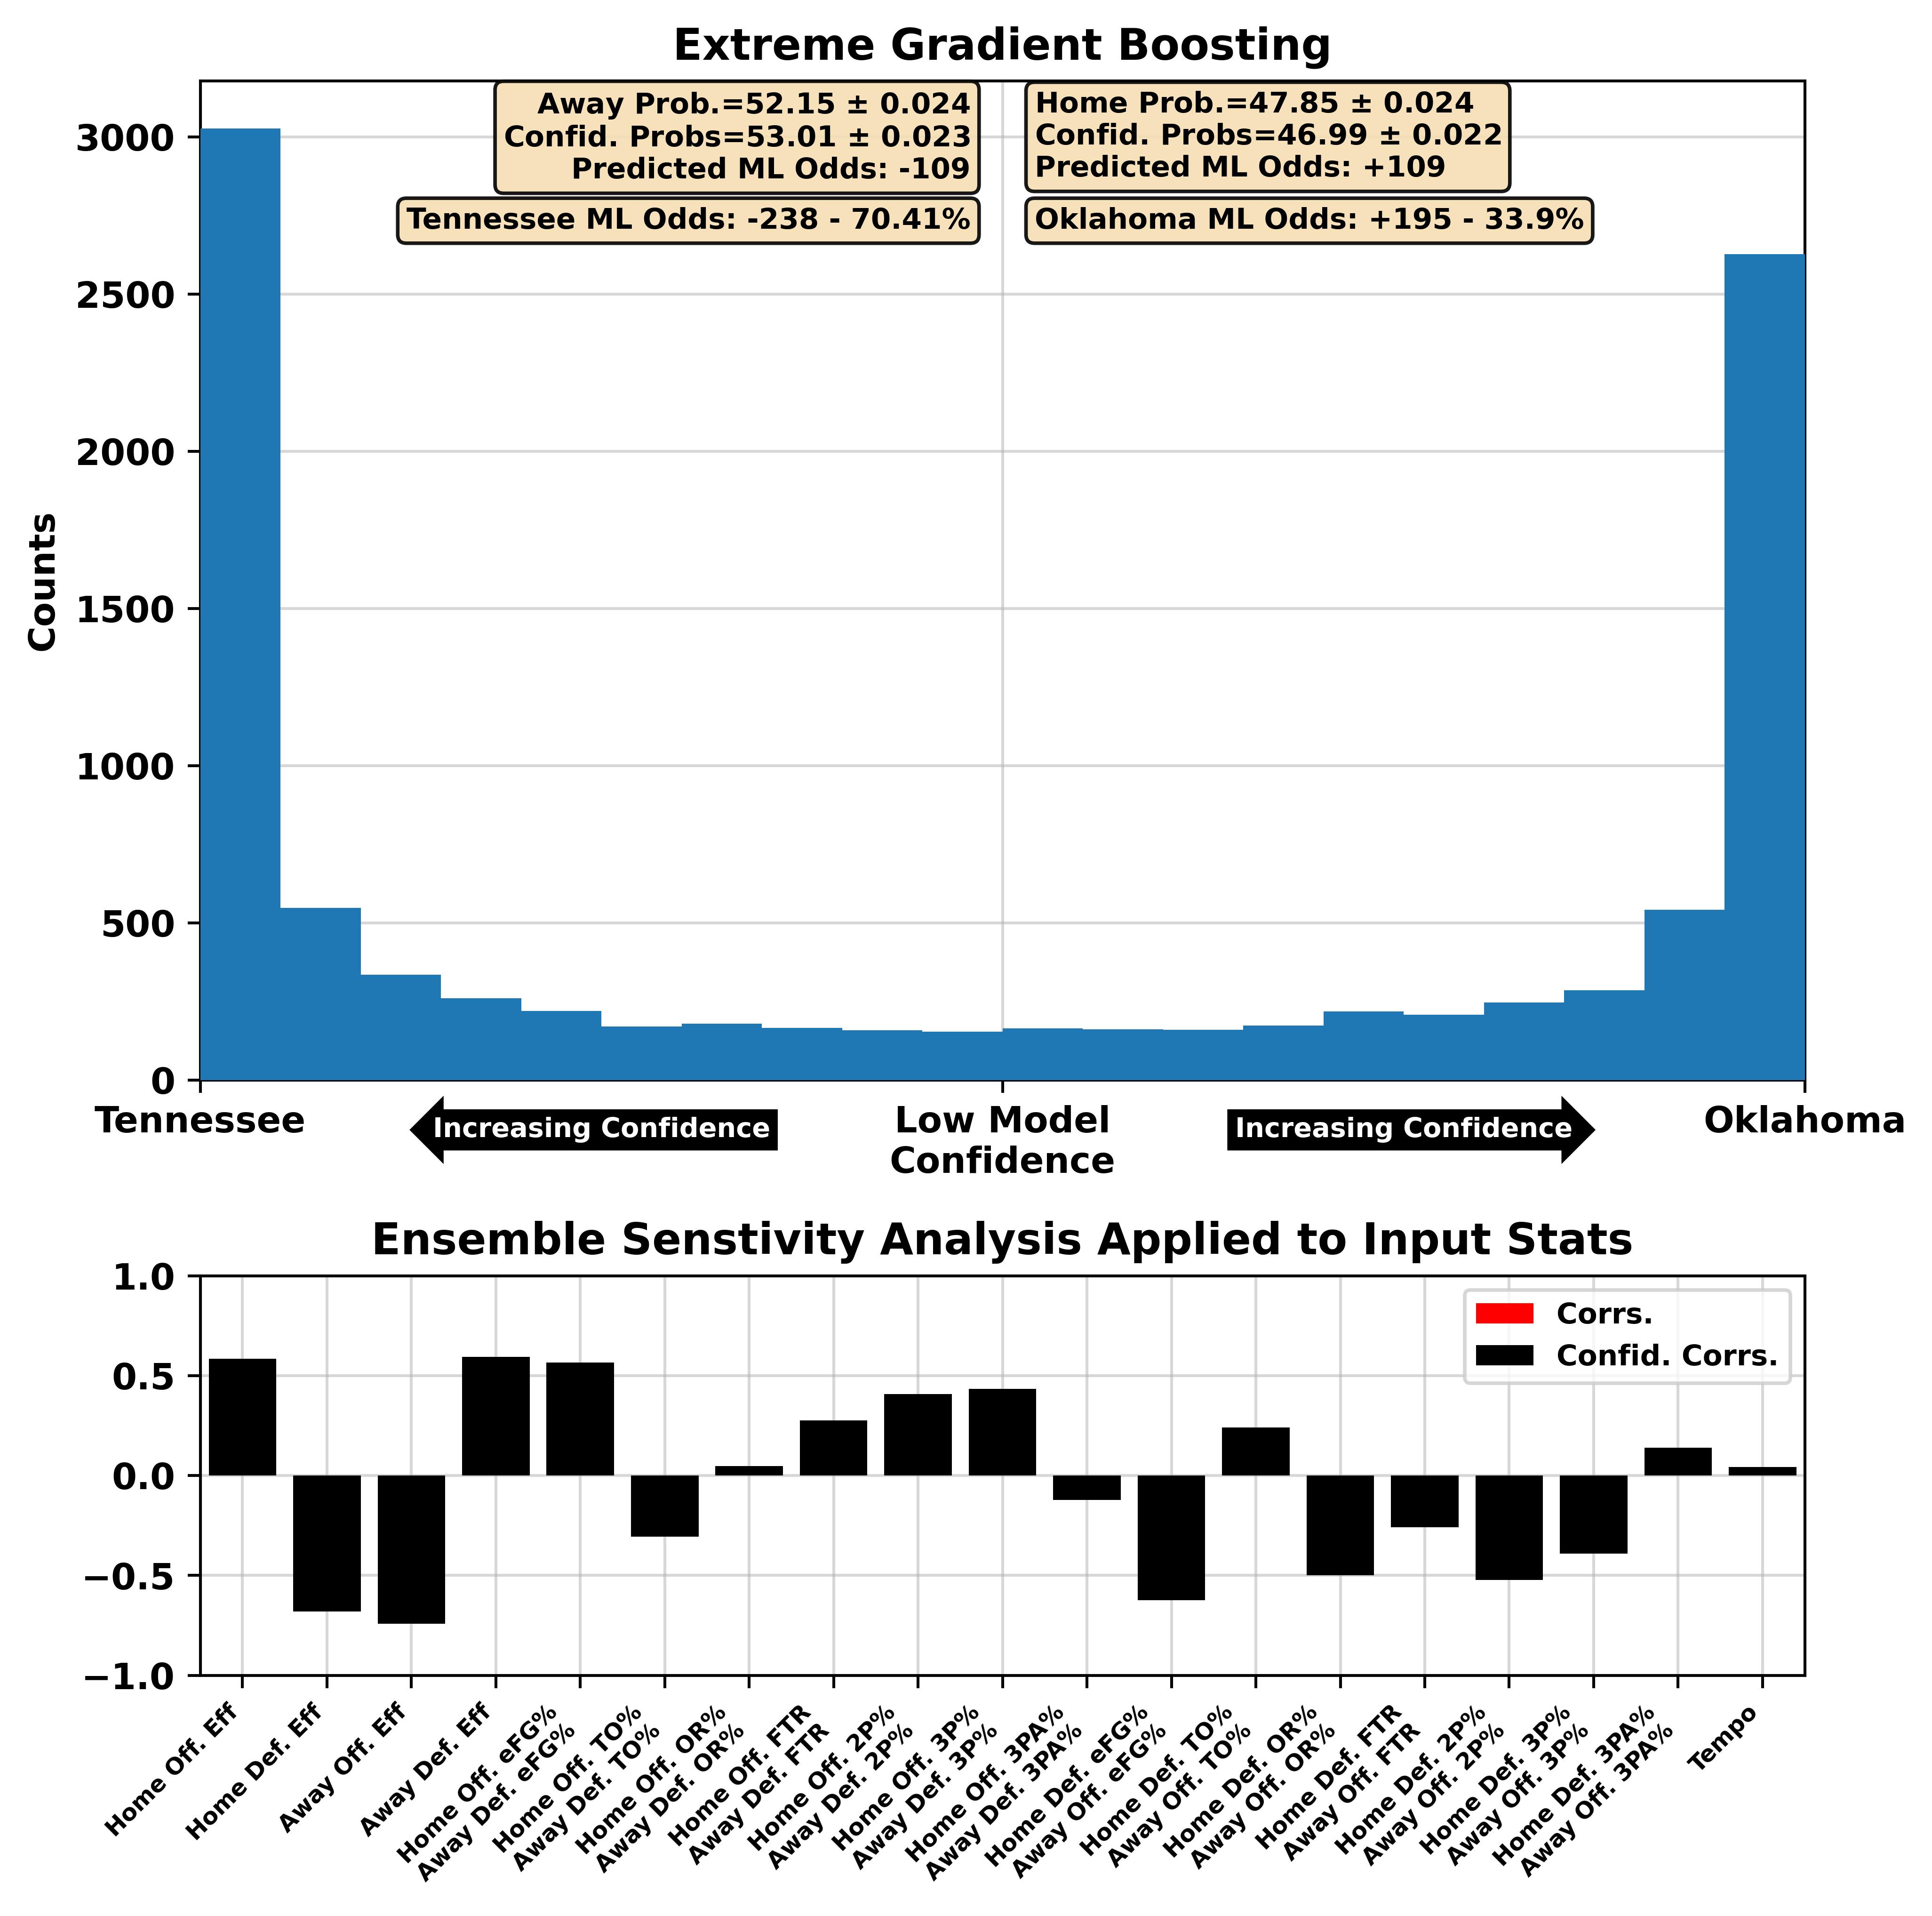 Extreme Gradient Boosting
Away Prob.=52.15 ± 0.024
Confid. Probs=53.01 ± 0.023
Predicted ML Odds: -109
Home Prob.=47.85 ± 0.024
Confid. Probs=46.99 ± 0.022
Predicted ML Odds: +109
Tennessee ML Odds: -238 - 70.41%
Oklahoma ML Odds: +195 - 33.9%
Counts
3000
2500
2000
1500
1000
500
0
Tennessee
Increasing Confidence
Low Model
Confidence
Increasing Confidence
Oklahoma
Ensemble Senstivity Analysis Applied to Input Stats
1.0
0.5
0.0
−0.5
−1.0
Corrs.
Confid. Corrs.
Home Off. Eff
Home Def. Eff
Away Off. Eff
Away Def. Eff
Home Off. eFG%
Away Def. eFG%
Home Off. TO%
Away Def. TO%
Home Off. OR%
Away Def. OR%
Home Off. FTR
Away Def. FTR
Home Off. 2P%
Away Def. 2P%
Home Off. 3P%
Away Def. 3P%
Home Off. 3PA%
Away Def. 3PA%
Home Def. eFG%
Away Off. eFG%
Home Def. TO%
Away Off. TO%
Home Def. OR%
Away Off. OR%
Home Def. FTR
Away Off. FTR
Home Def. 2P%
Away Off. 2P%
Home Def. 3P%
Away Off. 3P%
Home Def. 3PA%
Away Off. 3PA%
Tempo